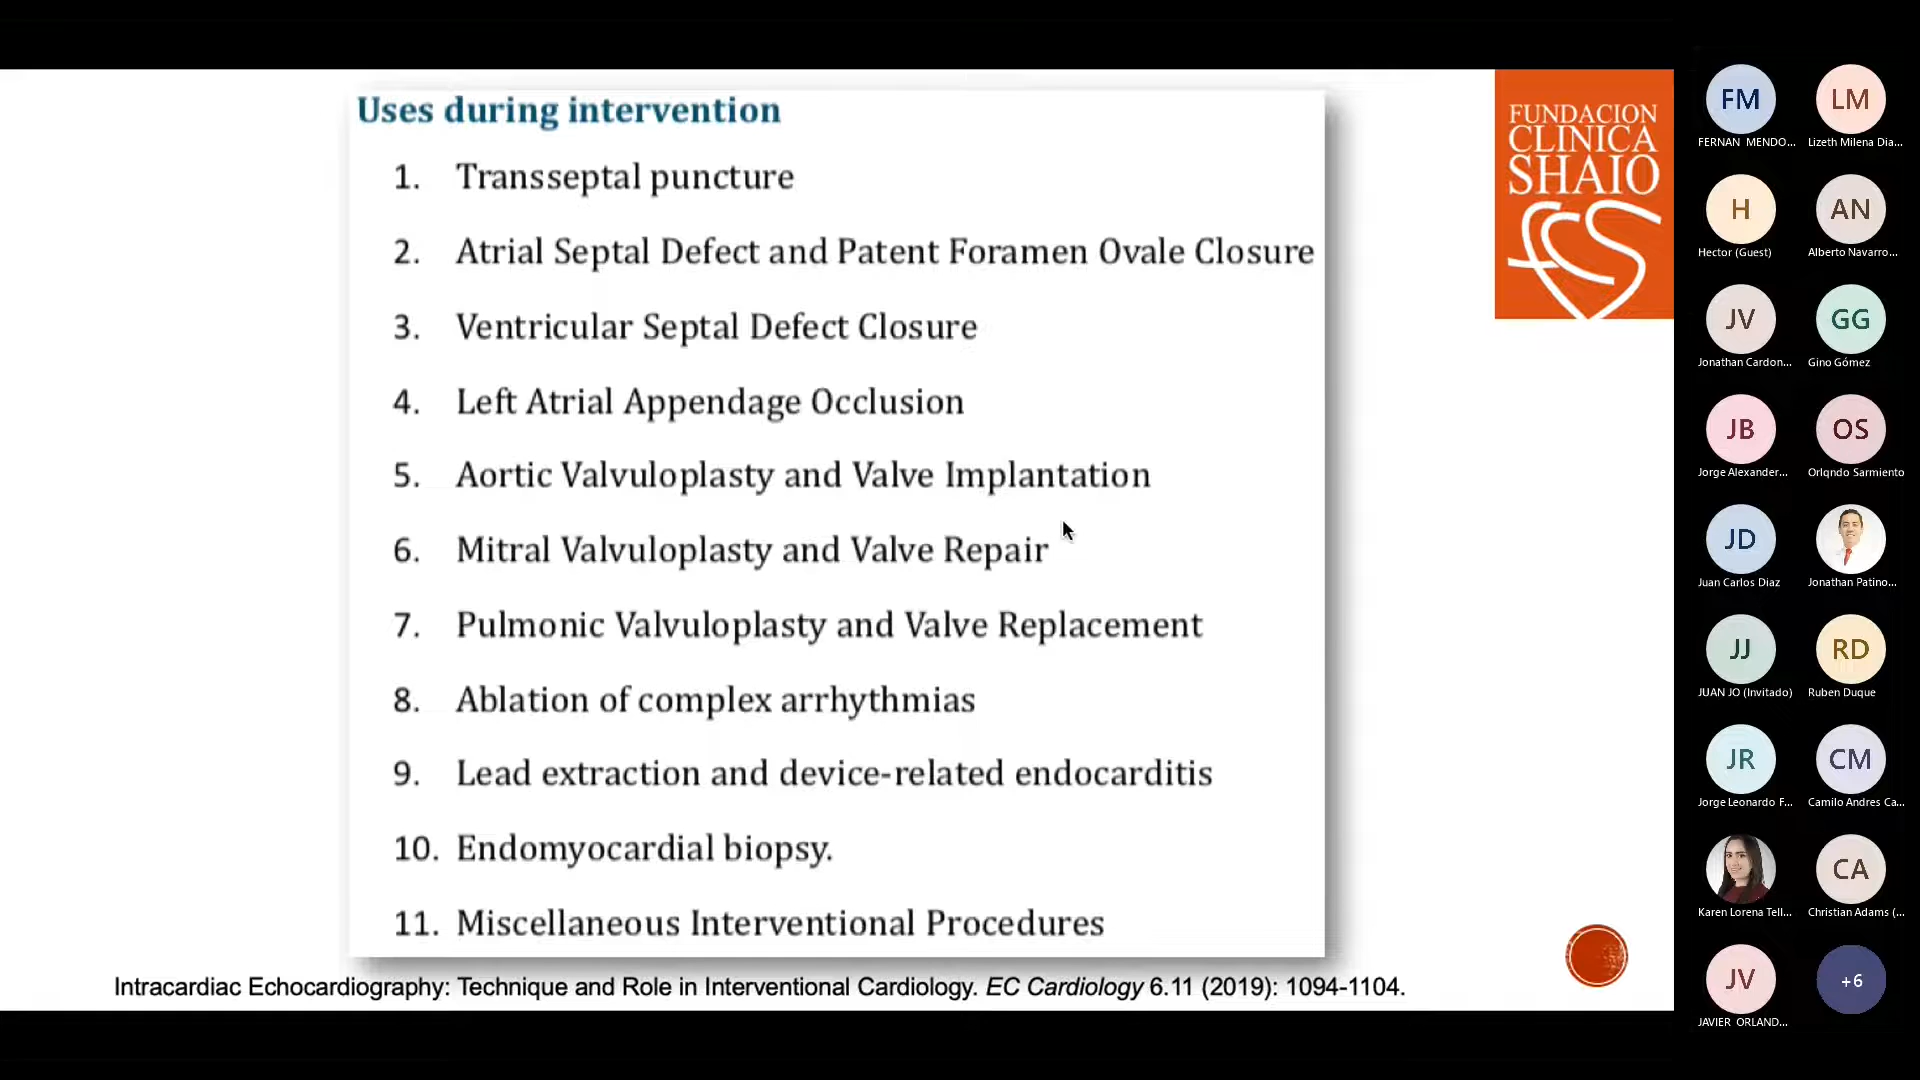 Uses during intervention
1. Transseptal puncture
2. Atrial Septal Defect and Patent Foramen Ovale Closure
3. Ventricular Septal Defect Closure
4. Left Atrial Appendage Occlusion
5. Aortic Valvuloplasty and Valve Implantation
6. Mitral Valvuloplasty and Valve Repair
7. Pulmonic Valvuloplasty and Valve Replacement
8. Ablation of complex arrhythmias
9. Lead extraction and device-related endocarditis
10. Endomyocardial biopsy.
11. Miscellaneous Interventional Procedures
Intracardiac Echocardiography: Technique and Role in Interventional Cardiology. EC Cardiology 6.11 (2019): 1094-1104.
FUNDACION
CLINICA
SHAIO
FM
FERNAN MENDO...
LM
Lizeth Milena Dia...
H
Hector (Guest)
AN
Alberto Navarro...
JV
Jonathan Cardon...
GG
Gino Gómez
JB
Jorge Alexander...
OS
Orlqndo Sarmiento
JD
Juan Carlos Diaz
Jonathan Patino...
JJ
JUAN JO (Invitado)
RD
Ruben Duque
JR
Jorge Leonardo F...
CM
Camilo Andres Ca...
Karen Lorena Tell...
CA
Christian Adams (...
JV
JAVIER ORLAND...
+6